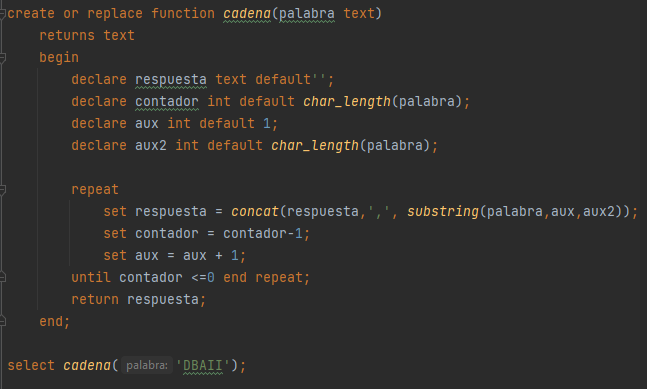 create or replace function cadena(palabra text)
    returns text
    begin
        declare respuesta text default'';
        declare contador int default char_length(palabra);
        declare aux int default 1;
        declare aux2 int default char_length(palabra);

        repeat
            set respuesta = concat(respuesta,',', substring(palabra,aux,aux2));
            set contador = contador-1;
            set aux = aux + 1;
        until contador <=0 end repeat;
        return respuesta;
    end;

select cadena( palabra: 'DBAII');